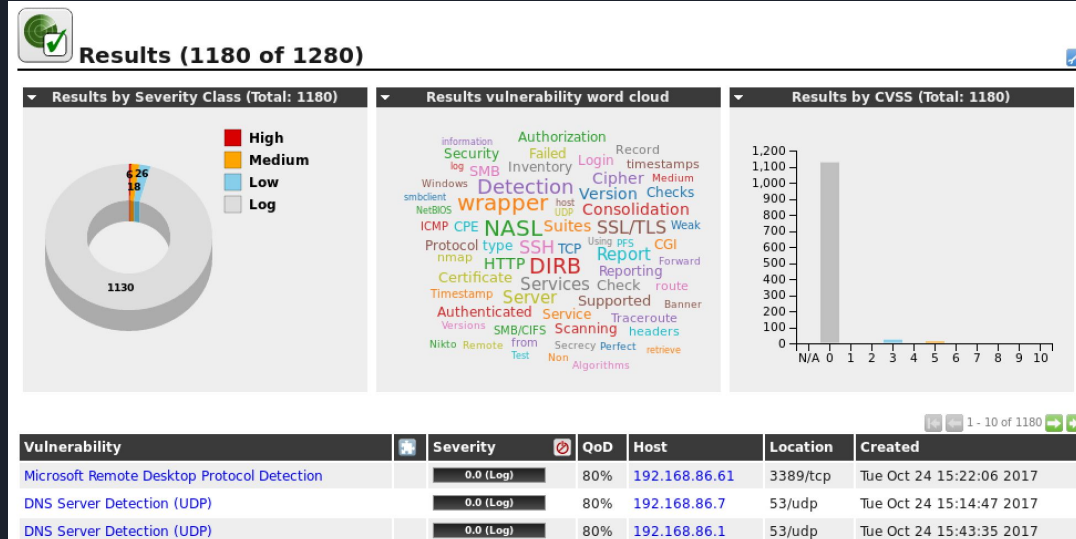 Results (1180 of 1280)
Results by Severity Class (Total: 1180)
High
Medium
Low
Log
6 26
18
1130
Results vulnerability word cloud
information Authorization
Security Failed Login Record
log SMB Inventory timestamps
Windows Detection Cipher Medium
smbclient wrapper Version Checks
NetBIOS host UDP Consolidation
ICMP CPE NASL Suites SSL/TLS Weak
Protocol type SSH TCP Using PFS CGI
nmap HTTP DIRB Report Forward
Certificate Services Check Reporting route
Timestamp Server Supported Banner
Authenticated Service Traceroute
Versions SMB/CIFS Scanning headers
Nikto Remote from Secrecy Perfect retrieve
Test Non Algorithms
Results by CVSS (Total: 1180)
1,200
1,100
1,000
900
800
700
600
500
400
300
200
100
0
N/A 0 1 2 3 4 5 6 7 8 9 10
1 - 10 of 1180
Vulnerability Severity QoD Host Location Created
Microsoft Remote Desktop Protocol Detection 0.0 (Log) 80% 192.168.86.61 3389/tcp Tue Oct 24 15:22:06 2017
DNS Server Detection (UDP) 0.0 (Log) 80% 192.168.86.7 53/udp Tue Oct 24 15:14:47 2017
DNS Server Detection (UDP) 0.0 (Log) 80% 192.168.86.1 53/udp Tue Oct 24 15:43:35 2017